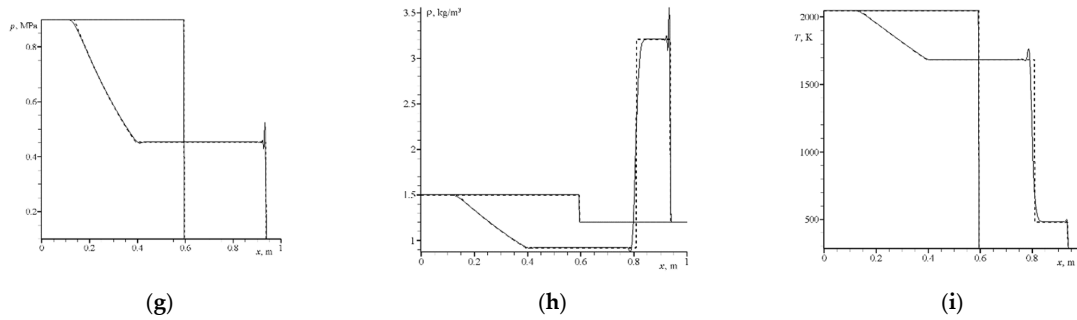 p, MPa
0.8
0.6
0.4
0.2
0 0.2 0.4 0.6 0.8 1
x, m
(g)
ρ, kg/m³
3.5
3
2.5
2
1.5
1
0 0.2 0.4 0.6 0.8 1
x, m
(h)
2000
T, K
1500
1000
500
0 0.2 0.4 0.6 0.8
x, m
(i)